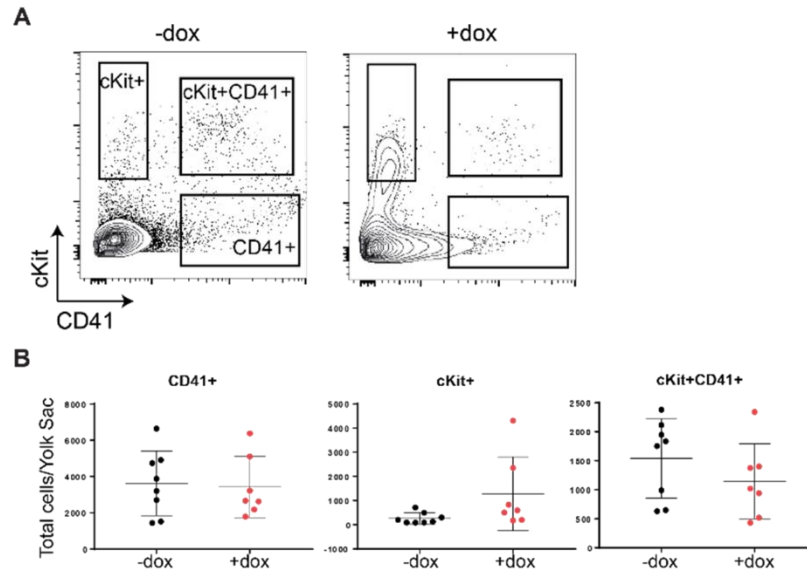 A
-dox
+dox
cKit+
cKit+CD41+
CD41+
cKit
CD41
B
CD41+
cKit+
cKit+CD41+
Total cells/Yolk Sac
8000
6000
4000
2000
0
-dox
+dox
5000
4000
3000
2000
1000
0
-1000
-dox
+dox
2500
2000
1500
1000
500
0
-dox
+dox